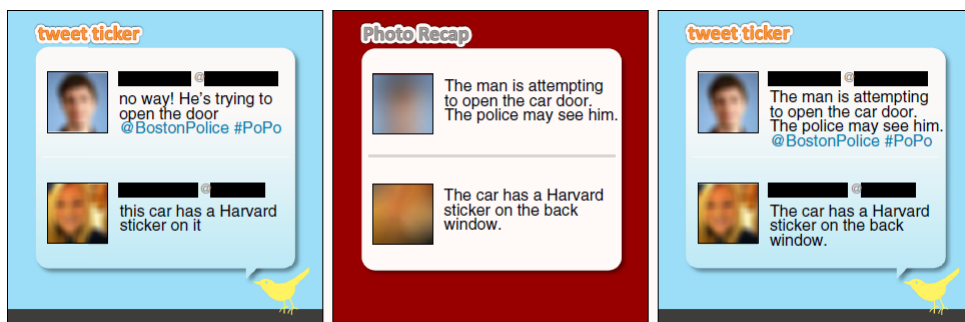 tweet ticker
@
no way! He's trying to
open the door
@BostonPolice #PoPo
@
this car has a Harvard
sticker on it
Photo Recap
The man is attempting
to open the car door.
The police may see him.
The car has a Harvard
sticker on the back
window.
tweet ticker
@
The man is attempting
to open the car door.
The police may see him.
@BostonPolice #PoPo
@
The car has a Harvard
sticker on the back
window.